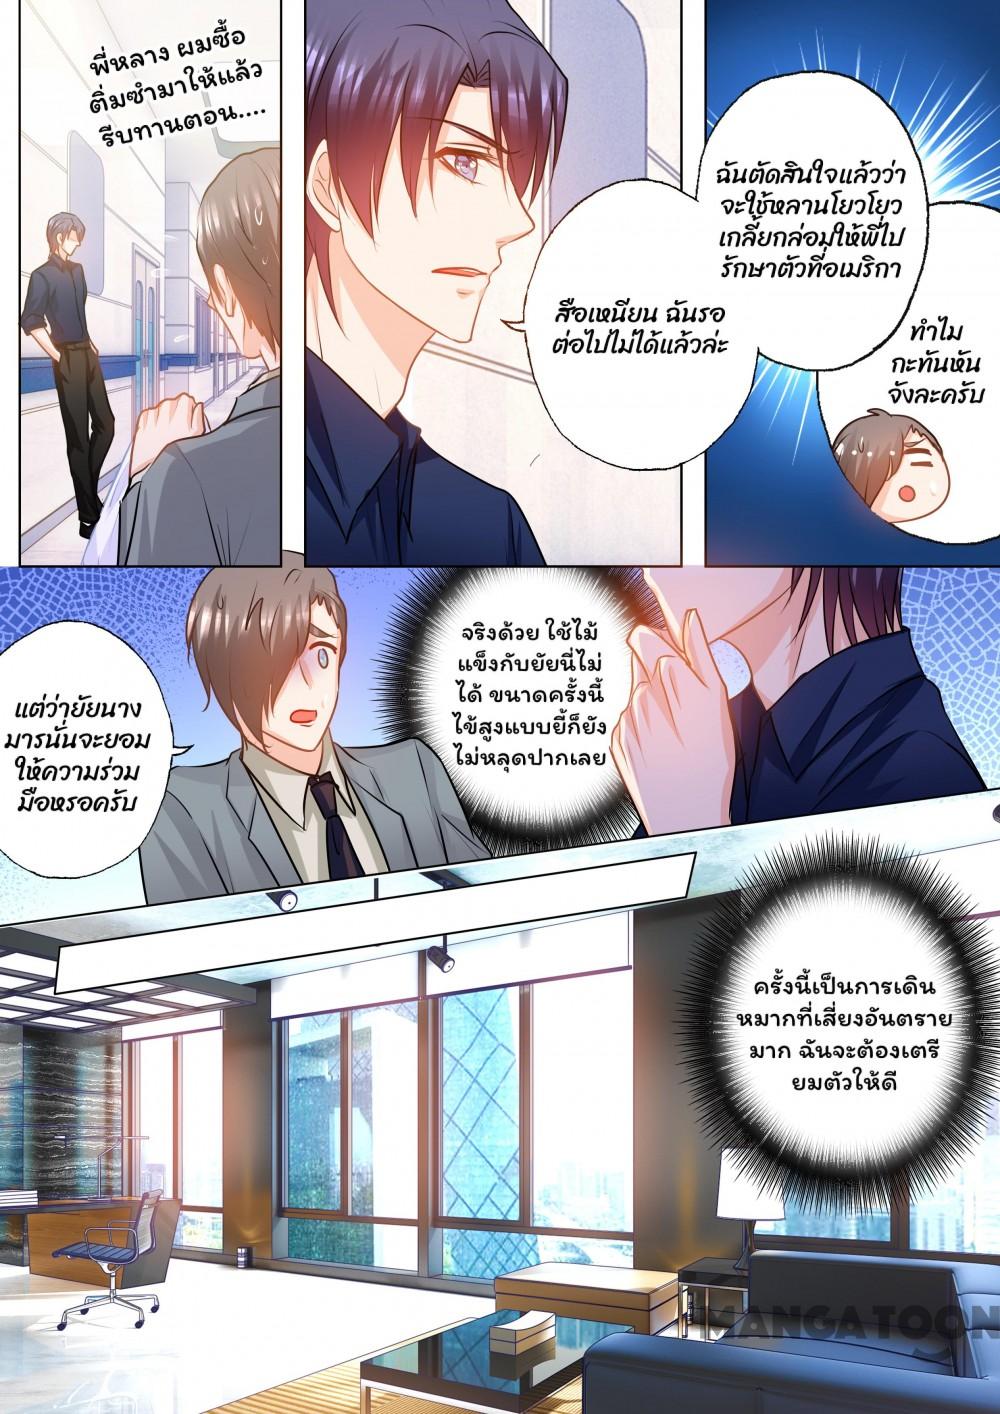 พี่หลาง ผมซื้อ
ติ่มซำมาให้แล้ว
รีบทานตอน....
สือเหนียน ฉันรอ
ต่อไปไม่ได้แล้วล่ะ
ฉันตัดสินใจแล้วว่า
จะใช้หลานโยวโยว
เกลี้ยกล่อมให้พี่ไป
รักษาตัวที่อเมริกา
ทำไม
กะทันหัน
จังละครับ
แต่ว่ายัยนาง
มารนั่นจะยอม
ให้ความร่วม
มือหรอครับ
จริงด้วย ใช้ไม้
แข็งกับยัยนี่ไม่
ได้ ขนาดครั้งนี้
ไข้สูงแบบยี้ก็ยัง
ไม่หลุดปากเลย
ครั้งนี้เป็นการเดิน
หมากที่เสี่ยงอันตราย
มาก ฉันจะต้องเตรี
ยมตัวให้ดี
MANGATOON